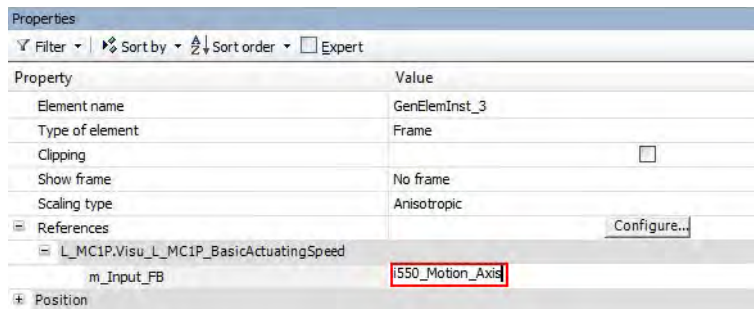 Properties
Filter Sort by Sort order Expert
Property Value
Element name GenElemInst_3
Type of element Frame
Clipping
Show frame No frame
Scaling type Anisotropic
References Configure...
L_MC1P.Visu_L_MC1P_BasicActuatingSpeed
m_Input_FB i550_Motion_Axis
Position